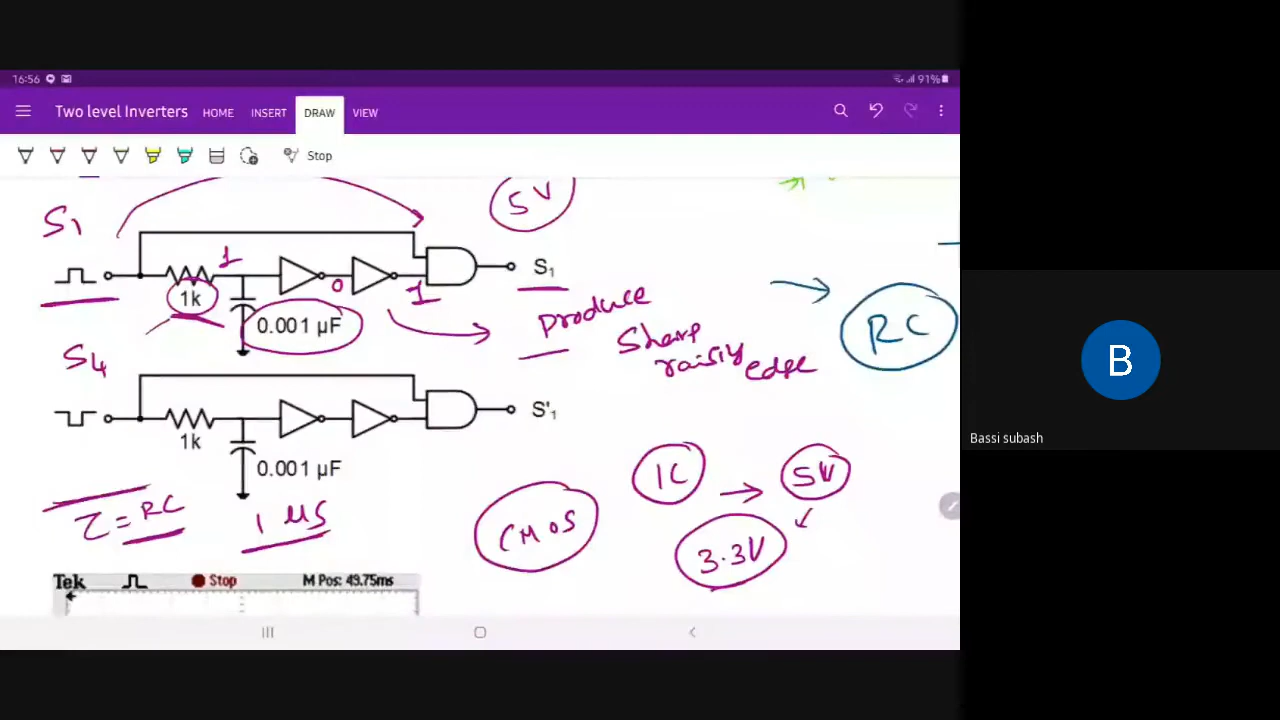 16:56
91%
Two level Inverters HOME INSERT DRAW VIEW
Stop
5V
S1
1
1k
0
1
S1
0.001 µF
Produce
Sharp
raisiy edge
RC
S4
1k
S'1
0.001 µF
τ = RC
1 µs
CMOS
IC → 5V
3.3V
Tek Stop M Pos: 49.75ms
B
Bassi subash